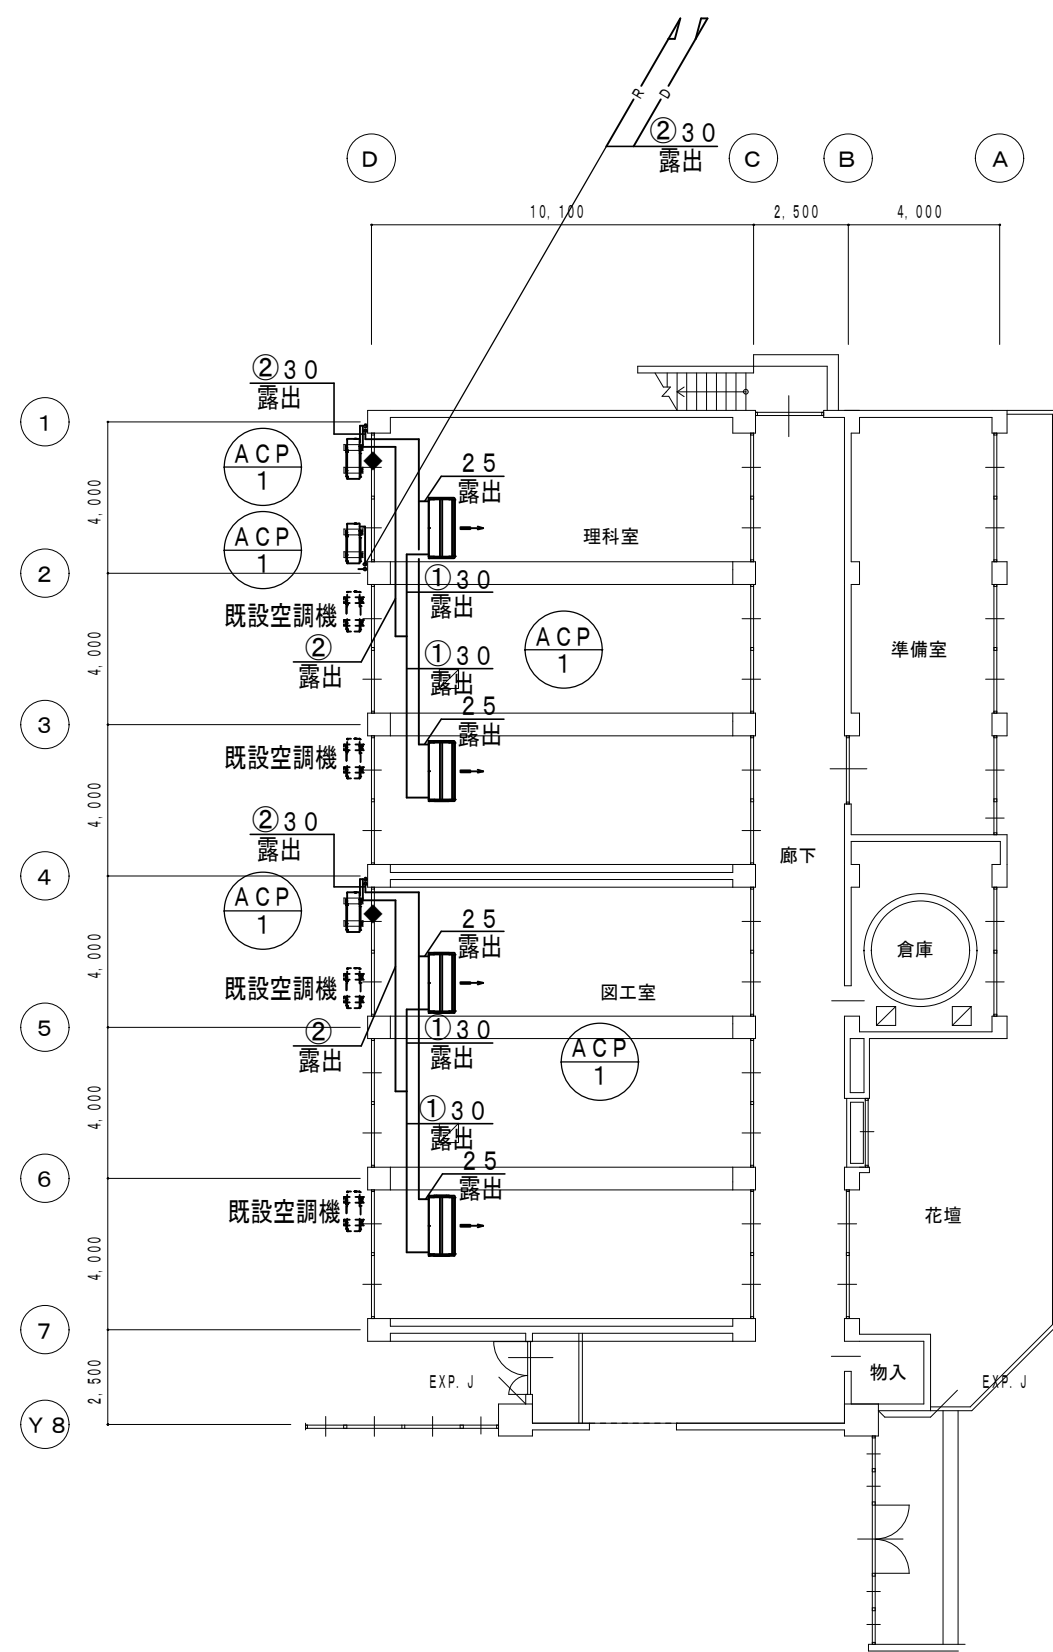 R
D
②30
露出
D
C
B
A
10,100
2,500
4,000
②30
露出
1
ACP
1
25
露出
4,000
理科室
ACP
1
2
①30
露出
既設空調機
ACP
1
準備室
②
露出
4,000
①30
露出
25
露出
3
既設空調機
4,000
②30
露出
廊下
4
ACP
1
25
露出
倉庫
4,000
既設空調機
図工室
5
②
露出
①30
露出
ACP
1
4,000
①30
露出
25
露出
6
既設空調機
花壇
4,000
7
EXP. J
物入
EXP. J
2,500
Y8